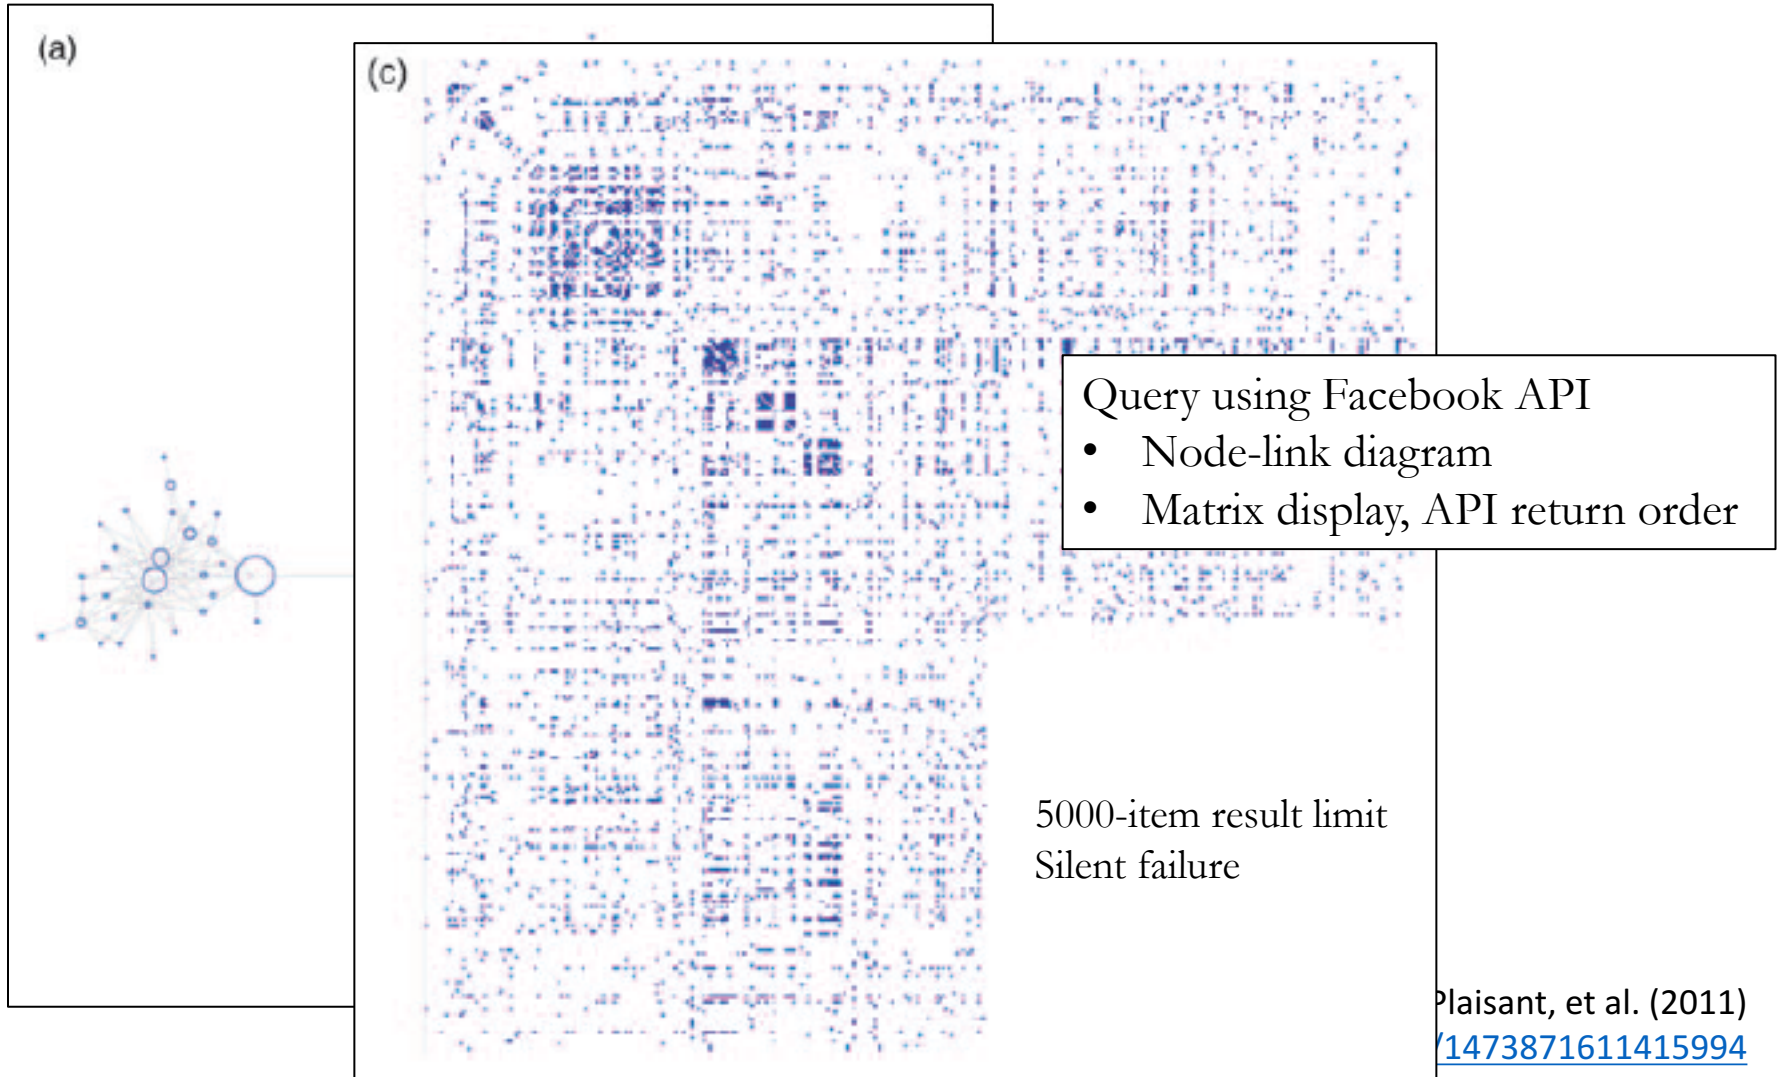 (a)
(c)
Query using Facebook API
• Node-link diagram
• Matrix display, API return order
5000-item result limit
Silent failure
Plaisant, et al. (2011)
/1473871611415994